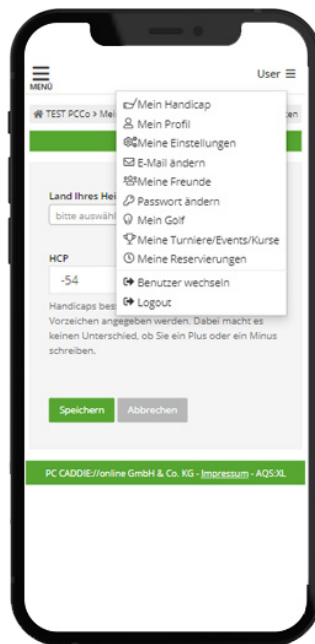 MENÜ
User
TEST PCCo > Mei
ten
Mein Handicap
Mein Profil
Meine Einstellungen
E-Mail ändern
Meine Freunde
Passwort ändern
Mein Golf
Meine Turniere/Events/Kurse
Meine Reservierungen
Benutzer wechseln
Logout
Land Ihres Hei
bitte auswähl
HCP
-54
Handicaps bes
Vorzeichen angegeben werden. Dabei macht es
keinen Unterschied, ob Sie ein Plus oder ein Minus
schreiben.
Speichern Abbrechen
PC CADDIE://online GmbH & Co. KG - Impressum - AQS:XL